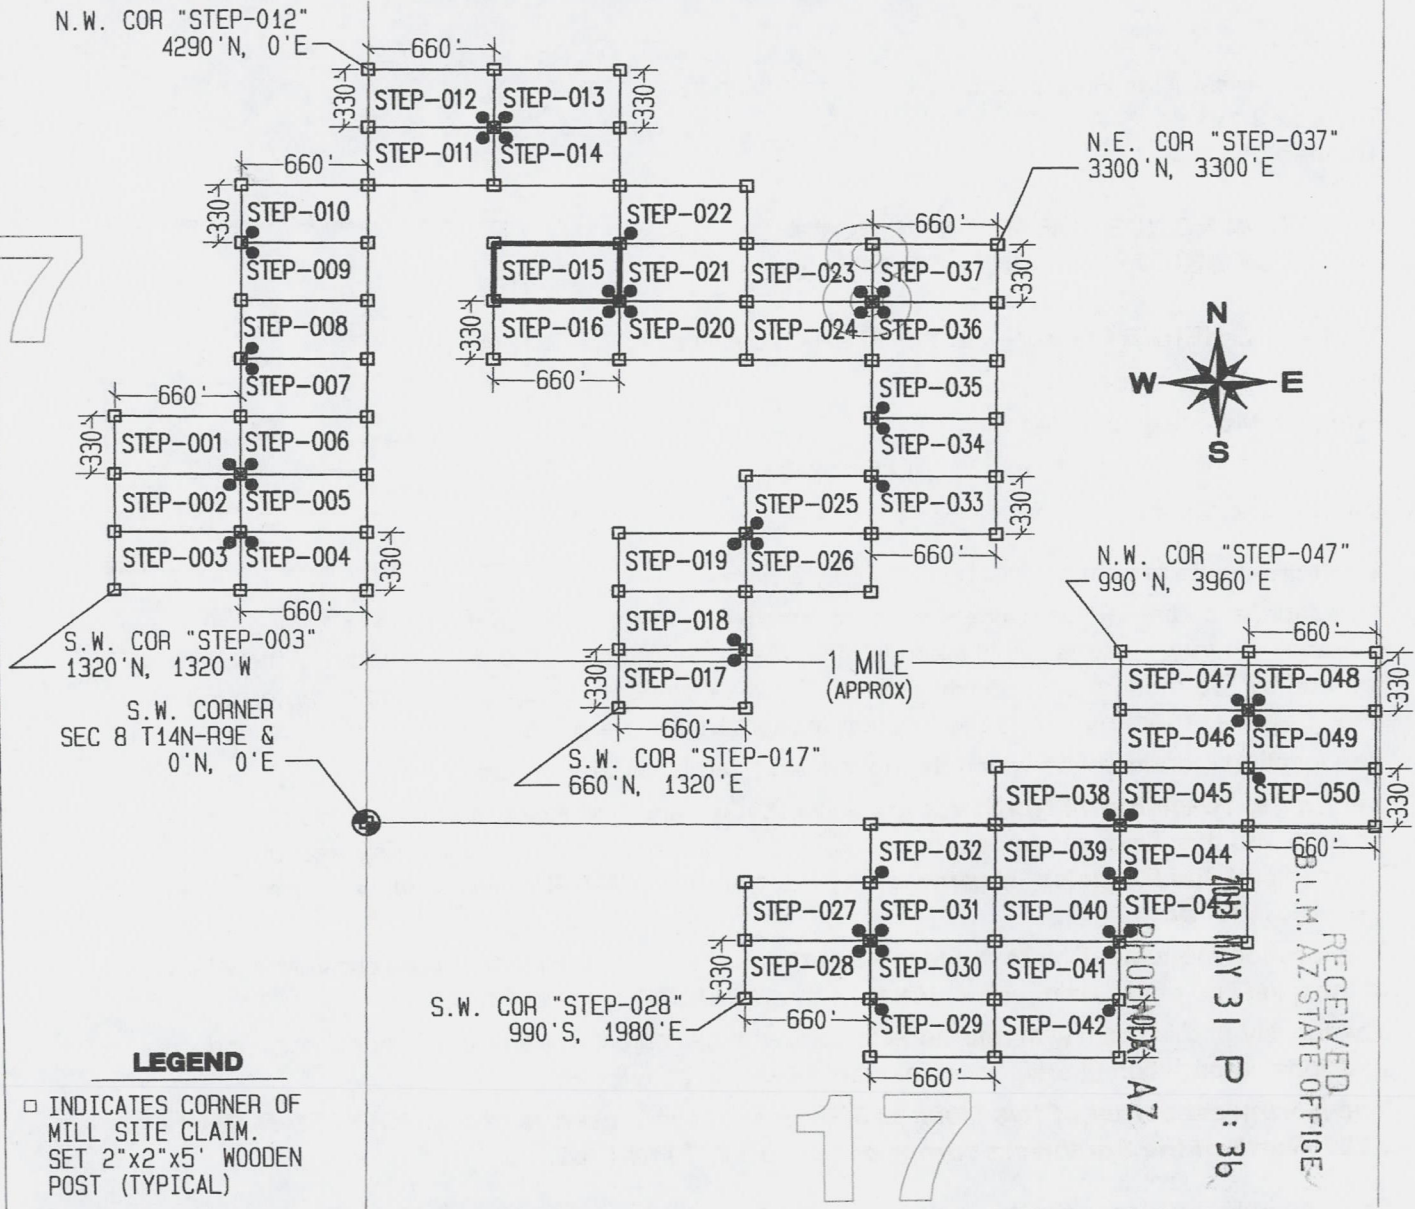 N.W. COR "STEP-012"
4290'N, 0'E
660'
330'
STEP-012
STEP-013
330'
STEP-011
STEP-014
N.E. COR "STEP-037"
3300'N, 3300'E
660'
330'
STEP-010
STEP-022
660'
7
STEP-009
STEP-015
STEP-021
STEP-023
8
STEP-037
330'
STEP-008
330'
STEP-016
STEP-020
STEP-024
STEP-036
N
W
E
S
STEP-007
660'
STEP-035
660'
330'
STEP-001
STEP-006
STEP-034
STEP-002
STEP-005
STEP-025
STEP-033
330'
STEP-003
STEP-004
330'
STEP-019
STEP-026
660'
N.W. COR "STEP-047"
990'N, 3960'E
660'
STEP-018
660'
S.W. COR "STEP-003"
1320'N, 1320'W
1 MILE
(APPROX)
330'
STEP-017
STEP-047
STEP-048
330'
S.W. CORNER
SEC 8 T14N-R9E &
0'N, 0'E
660'
STEP-046
STEP-049
S.W. COR "STEP-017"
660'N, 1320'E
STEP-038
STEP-045
STEP-050
330'
STEP-032
STEP-039
STEP-044
660'
STEP-027
STEP-031
STEP-040
STEP-043
330'
STEP-028
STEP-030
STEP-041
S.W. COR "STEP-028"
990'S, 1980'E
660'
STEP-029
STEP-042
660'
17
RECEIVED
B.L.M. AZ STATE OFFICE
2013 MAY 31 P 1:36
PHOENIX, AZ
LEGEND
□ INDICATES CORNER OF
MILL SITE CLAIM.
SET 2"x2"x5' WOODEN
POST (TYPICAL)